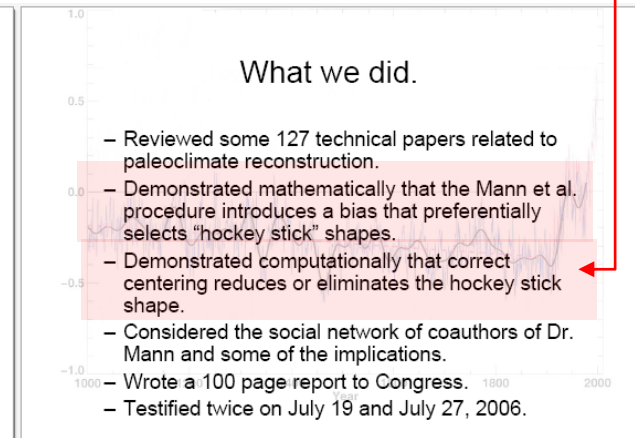 1.0
What we did.
0.5
– Reviewed some 127 technical papers related to
paleoclimate reconstruction.
0.0
– Demonstrated mathematically that the Mann et al.
procedure introduces a bias that preferentially
selects “hockey stick” shapes.
– Demonstrated computationally that correct
−0.5
centering reduces or eliminates the hockey stick
shape.
– Considered the social network of coauthors of Dr.
Mann and some of the implications.
−1.0
– Wrote a 100 page report to Congress.
1000
1800
2000
Year
– Testified twice on July 19 and July 27, 2006.